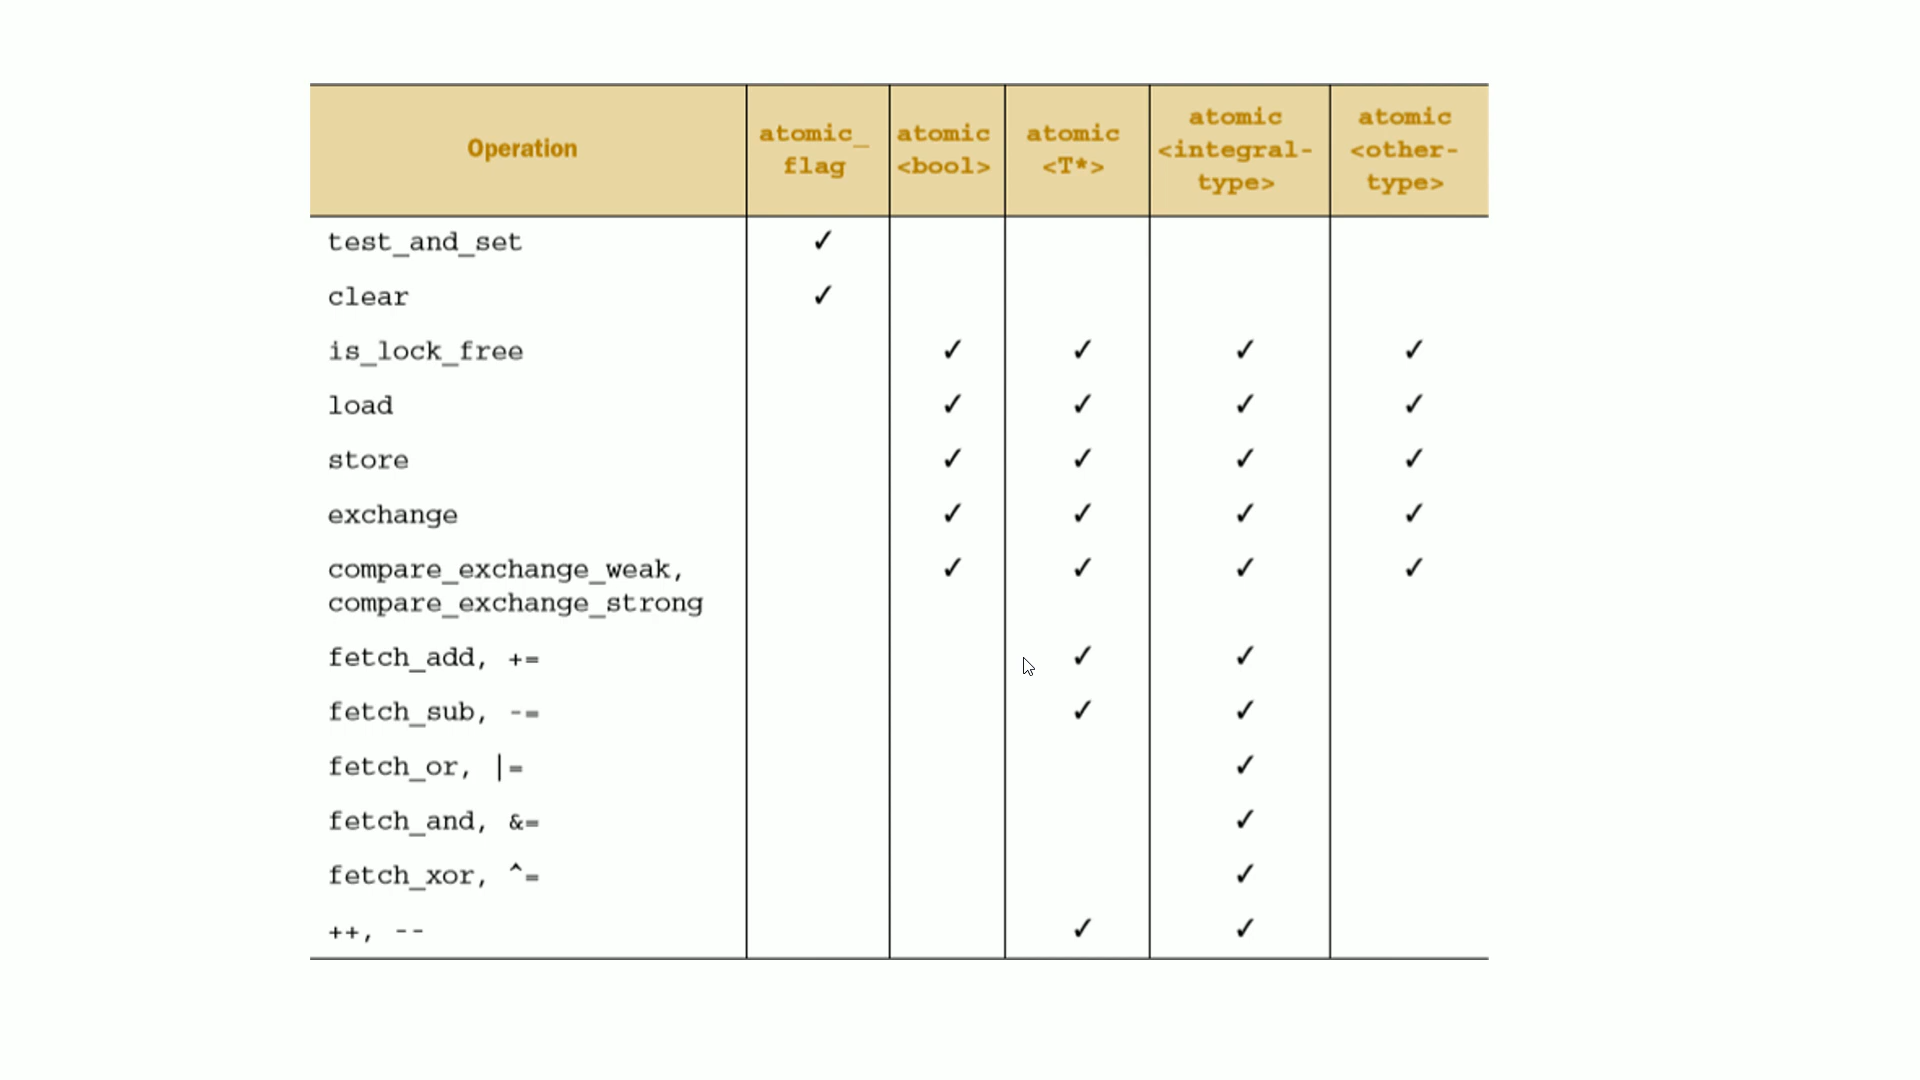 Operation atomic_ flag atomic <bool> atomic <T*> atomic <integral- type> atomic <other- type>
test_and_set ✓
clear ✓
is_lock_free ✓ ✓ ✓ ✓
load ✓ ✓ ✓ ✓
store ✓ ✓ ✓ ✓
exchange ✓ ✓ ✓ ✓
compare_exchange_weak, ✓ ✓ ✓ ✓
compare_exchange_strong
fetch_add, += ✓ ✓
fetch_sub, -= ✓ ✓
fetch_or, |= ✓
fetch_and, &= ✓
fetch_xor, ^= ✓
++, -- ✓ ✓